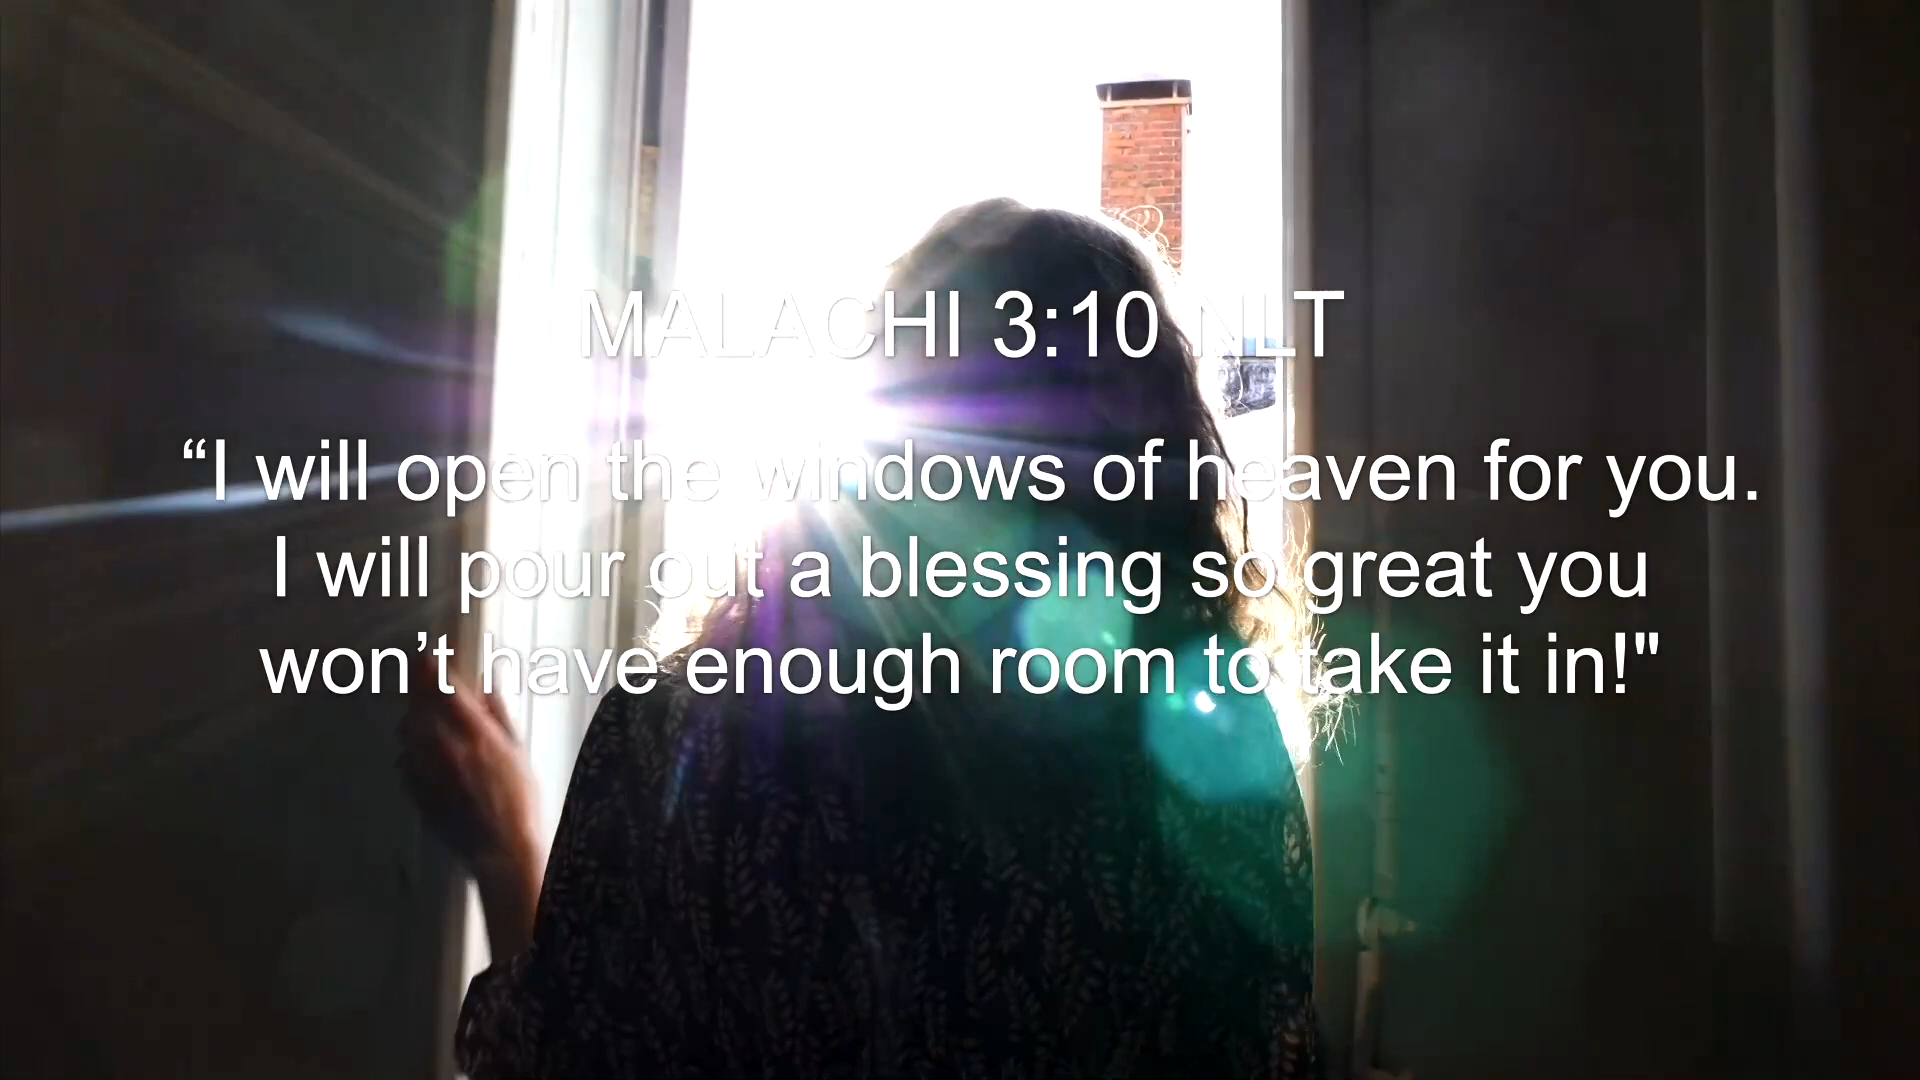 MALACHI 3:10 NLT
“I will open the windows of heaven for you.
I will pour out a blessing so great you
won’t have enough room to take it in!"